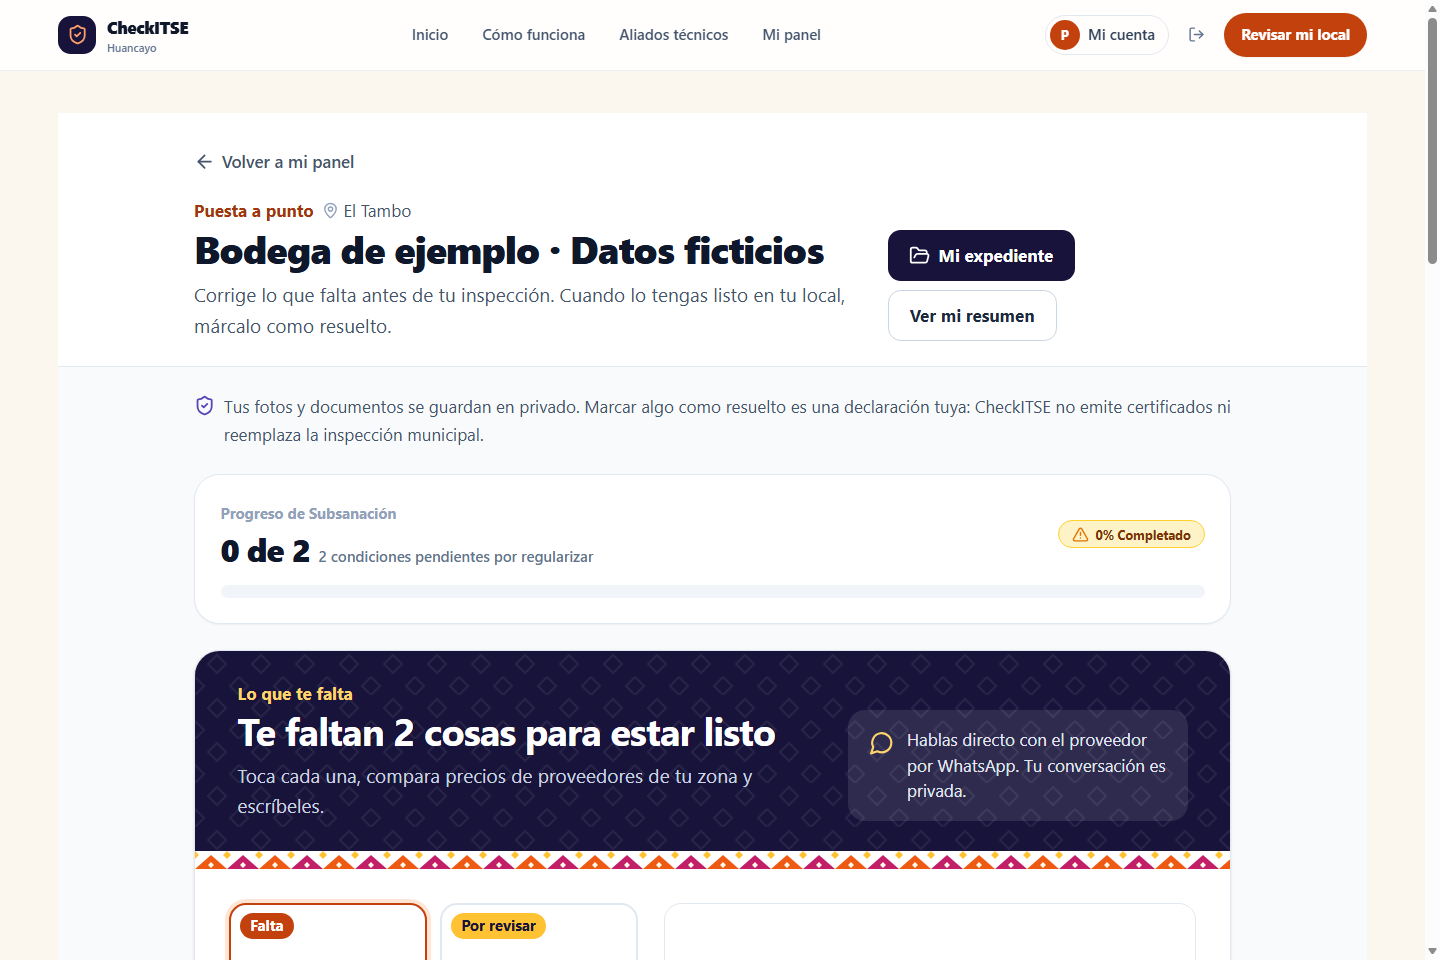 CheckITSE
Huancayo
Inicio
Cómo funciona
Aliados técnicos
Mi panel
P
Mi cuenta
Revisar mi local
Volver a mi panel
Puesta a punto
El Tambo
Bodega de ejemplo · Datos ficticios
Corrige lo que falta antes de tu inspección. Cuando lo tengas listo en tu local,
márcalo como resuelto.
Mi expediente
Ver mi resumen
Tus fotos y documentos se guardan en privado. Marcar algo como resuelto es una declaración tuya: CheckITSE no emite certificados ni
reemplaza la inspección municipal.
Progreso de Subsanación
0 de 2 2 condiciones pendientes por regularizar
0% Completado
Lo que te falta
Te faltan 2 cosas para estar listo
Toca cada una, compara precios de proveedores de tu zona y
escríbeles.
Hablas directo con el proveedor
por WhatsApp. Tu conversación es
privada.
Falta
Por revisar